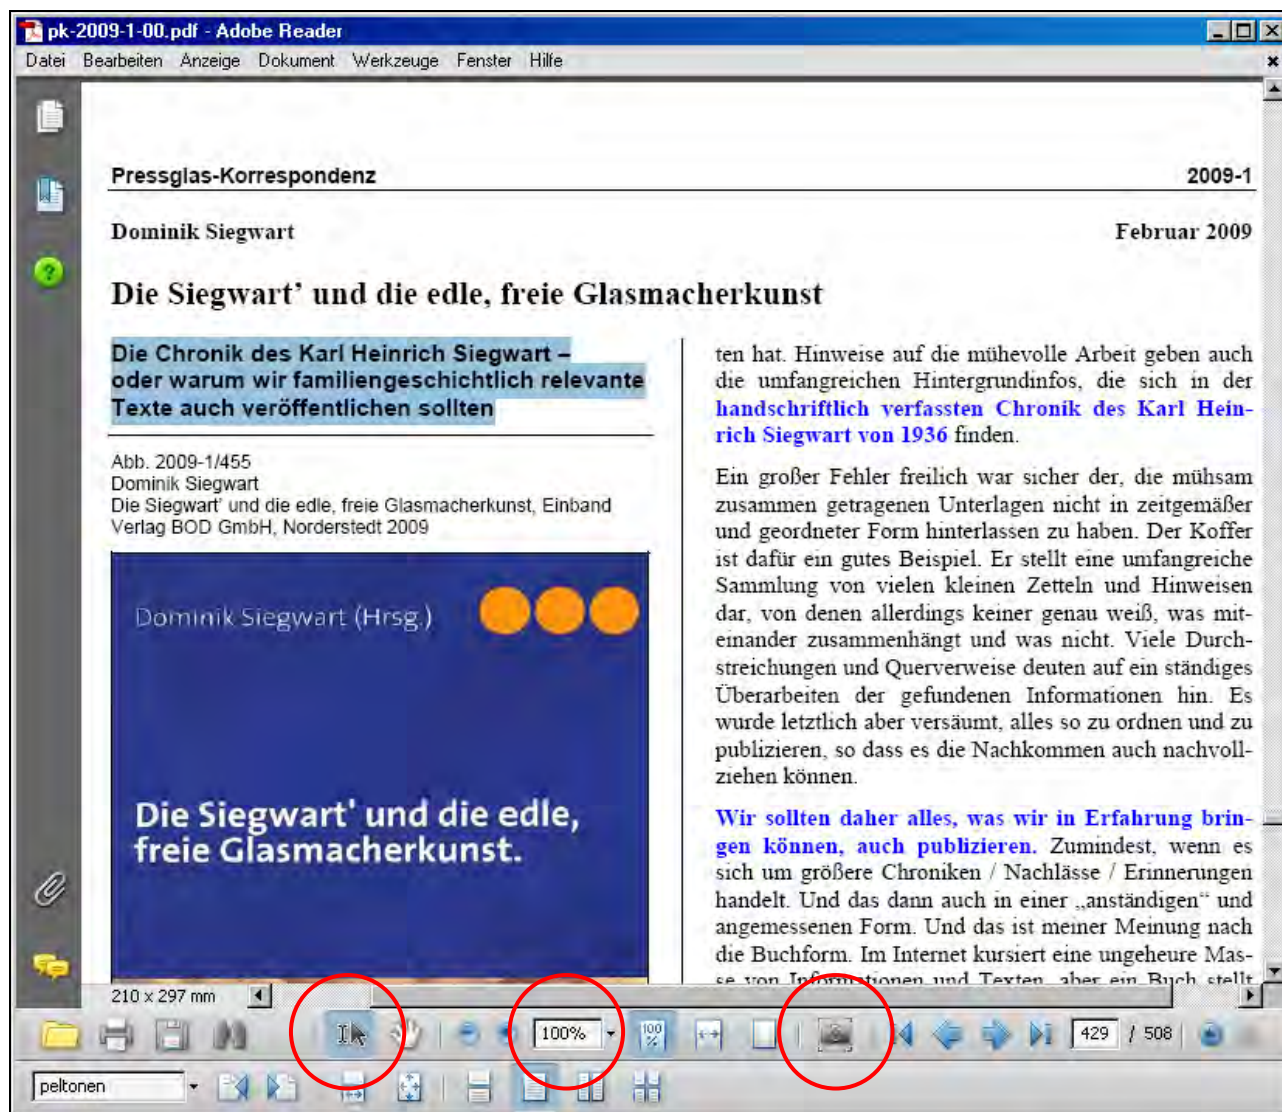 pk-2009-1-00.pdf - Adobe Reader
Datei Bearbeiten Anzeige Dokument Werkzeuge Fenster Hilfe
Pressglas-Korrespondenz 2009-1
Dominik Siegwart Februar 2009
Die Siegwart’ und die edle, freie Glasmacherkunst
Die Chronik des Karl Heinrich Siegwart –
oder warum wir familiengeschichtlich relevante
Texte auch veröffentlichen sollten
Abb. 2009-1/455
Dominik Siegwart
Die Siegwart’ und die edle, freie Glasmacherkunst, Einband
Verlag BOD GmbH, Norderstedt 2009
Dominik Siegwart (Hrsg.)
Die Siegwart' und die edle,
freie Glasmacherkunst.
ten hat. Hinweise auf die mühevolle Arbeit geben auch
die umfangreichen Hintergrundinfos, die sich in der
handschriftlich verfassten Chronik des Karl Hein-
rich Siegwart von 1936 finden.
Ein großer Fehler freilich war sicher der, die mühsam
zusammen getragenen Unterlagen nicht in zeitgemäßer
und geordneter Form hinterlassen zu haben. Der Koffer
ist dafür ein gutes Beispiel. Er stellt eine umfangreiche
Sammlung von vielen kleinen Zetteln und Hinweisen
dar, von denen allerdings keiner genau weiß, was mit-
einander zusammenhängt und was nicht. Viele Durch-
streichungen und Querverweise deuten auf ein ständiges
Überarbeiten der gefundenen Informationen hin. Es
wurde letztlich aber versäumt, alles so zu ordnen und zu
publizieren, so dass es die Nachkommen auch nachvoll-
ziehen können.
Wir sollten daher alles, was wir in Erfahrung brin-
gen können, auch publizieren. Zumindest, wenn es
sich um größere Chroniken / Nachlässe / Erinnerungen
handelt. Und das dann auch in einer „anständigen“ und
angemessenen Form. Und das ist meiner Meinung nach
die Buchform. Im Internet kursiert eine ungeheure Mas-
se von Informationen und Texten, aber ein Buch stellt
210 x 297 mm
100% 100 % 429 / 508
peltonen